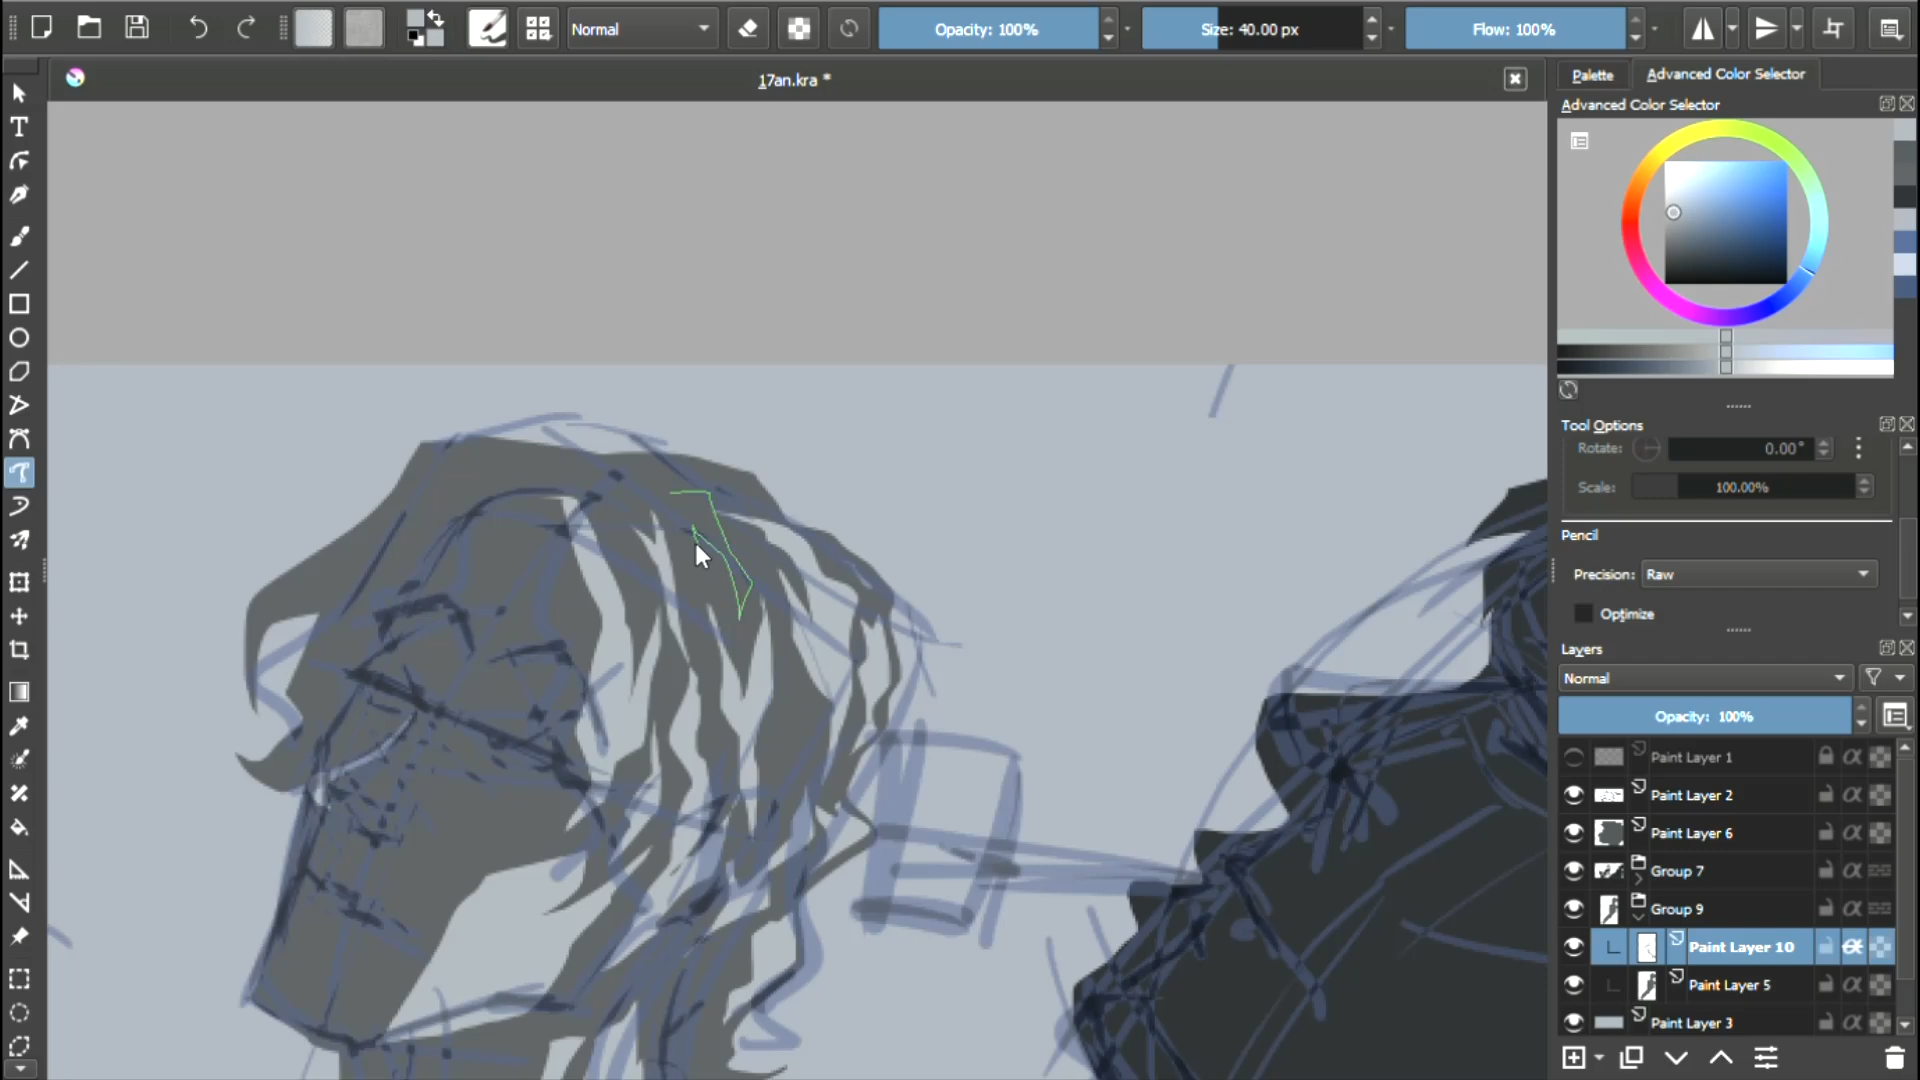 Normal
Opacity: 100%
Size: 40.00 px
Flow: 100%
17an.kra *
Palette
Advanced Color Selector
Advanced Color Selector
Tool Options
Rotate:
0.00°
Scale:
100.00%
Pencil
Precision:
Raw
Optimize
Layers
Normal
Opacity: 100%
Paint Layer 1
Paint Layer 2
Paint Layer 6
Group 7
Group 9
Paint Layer 10
Paint Layer 5
Paint Layer 3